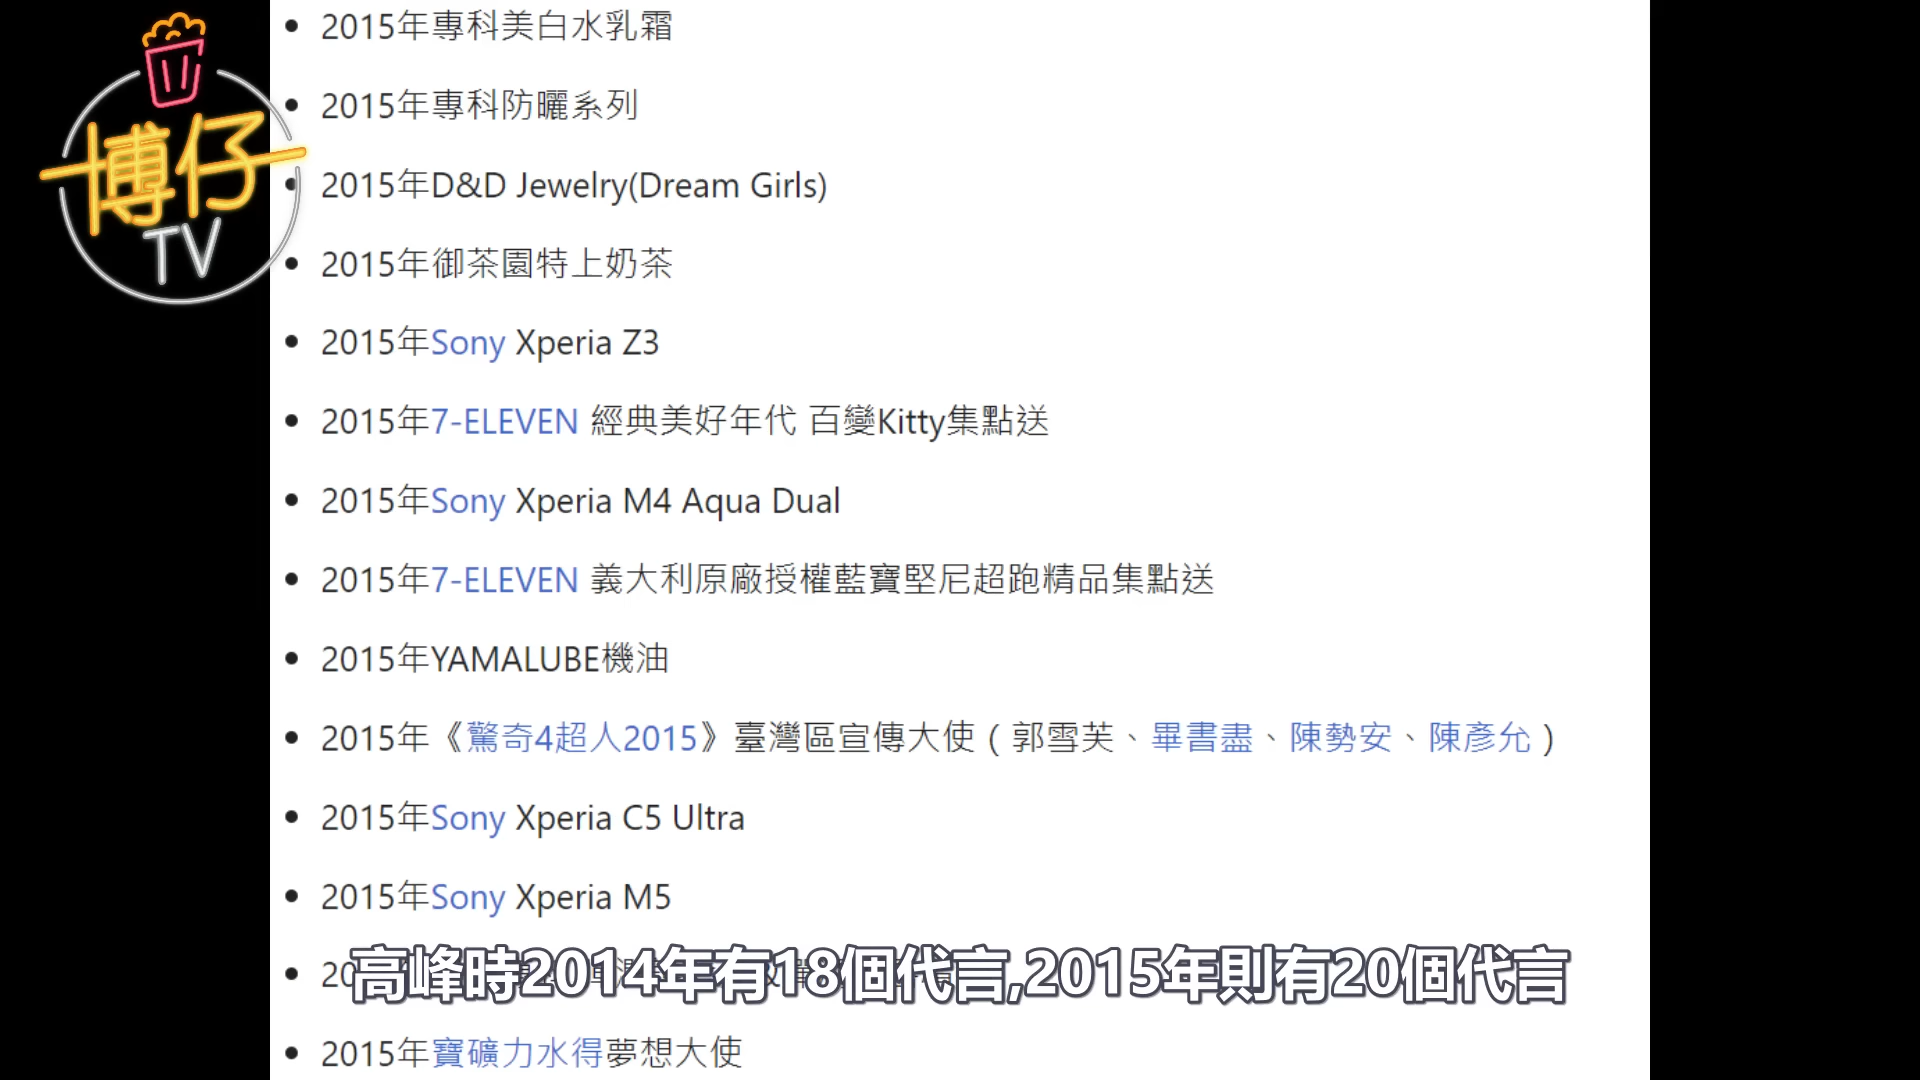 博仔
TV
2015年專科美白水乳霜
2015年專科防曬系列
2015年D&D Jewelry(Dream Girls)
2015年御茶園特上奶茶
2015年Sony Xperia Z3
2015年7-ELEVEN 經典美好年代 百變Kitty集點送
2015年Sony Xperia M4 Aqua Dual
2015年7-ELEVEN 義大利原廠授權藍寶堅尼超跑精品集點送
2015年YAMALUBE機油
2015年《驚奇4超人2015》臺灣區宣傳大使（郭雪芙、畢書盡、陳勢安、陳彥允）
2015年Sony Xperia C5 Ultra
2015年Sony Xperia M5
高峰時2014年有18個代言,2015年則有20個代言
2015年寶礦力水得夢想大使